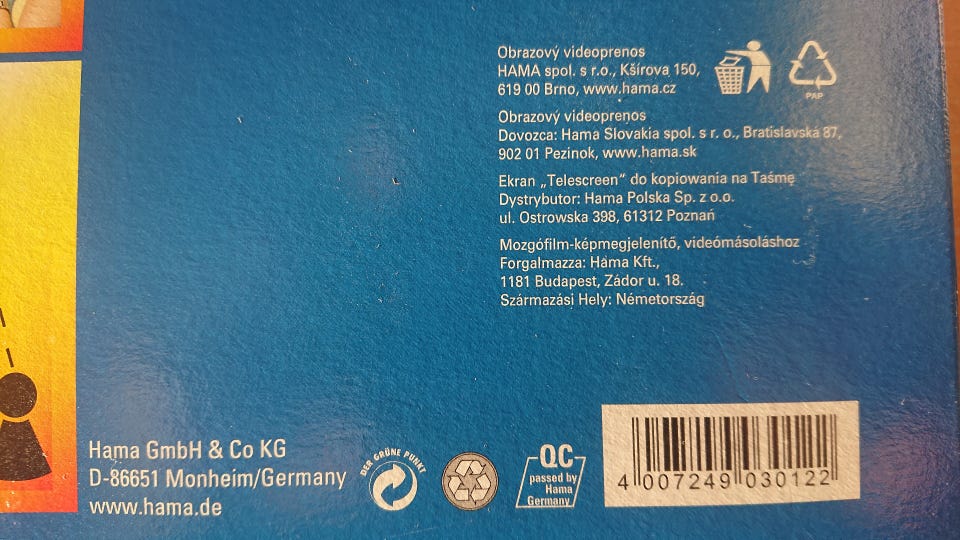 Obrazový videoprenos
HAMA spol. s r.o., Kšírova 150,
619 00 Brno, www.hama.cz
PAP
Obrazový videoprenos
Dovozca: Hama Slovakia spol. s r. o., Bratislavská 87,
902 01 Pezinok, www.hama.sk
Ekran „Telescreen“ do kopiowania na Taśmę
Dystrybutor: Hama Polska Sp. z o.o.
ul. Ostrowska 398, 61312 Poznań
Mozgófilm-képmegjelenítő, videómásoláshoz
Forgalmazza: Hama Kft.,
1181 Budapest, Zádor u. 18.
Származási Hely: Németország
Hama GmbH & Co KG
D-86651 Monheim/Germany
www.hama.de
DER GRÜNE PUNKT
QC
passed by
Hama
Germany
4 007249 030122